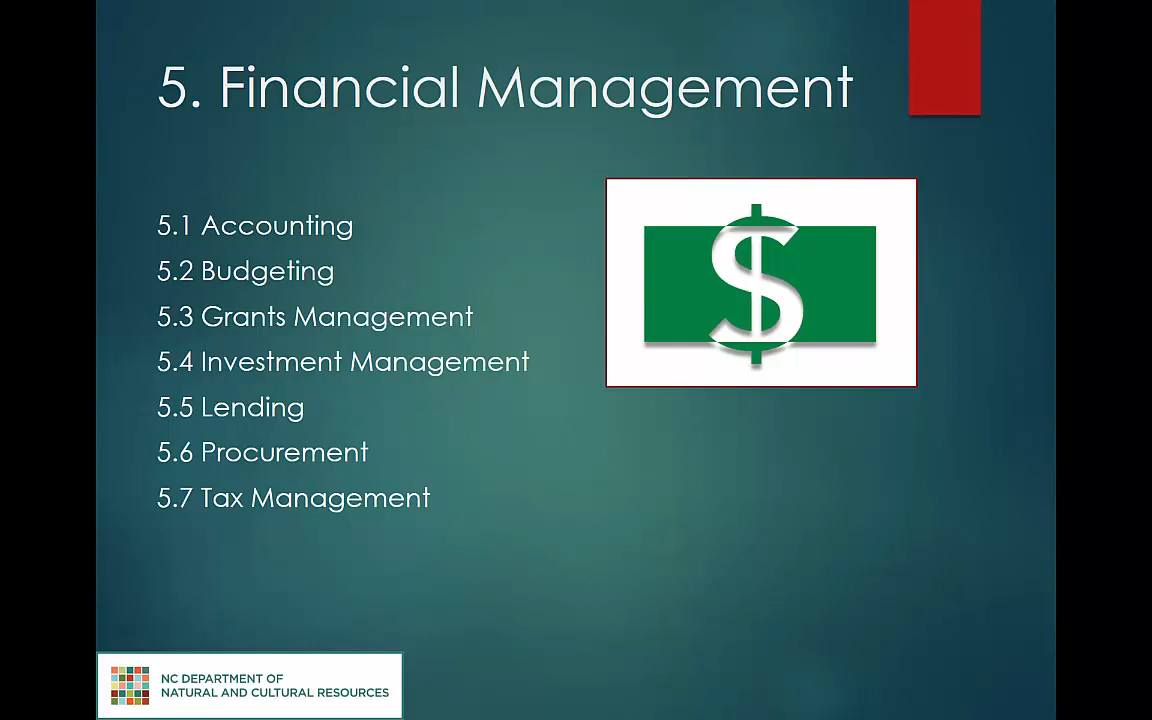 5. Financial Management
5.1 Accounting
5.2 Budgeting
5.3 Grants Management
5.4 Investment Management
5.5 Lending
5.6 Procurement
5.7 Tax Management
$
NC DEPARTMENT OF
NATURAL AND CULTURAL RESOURCES